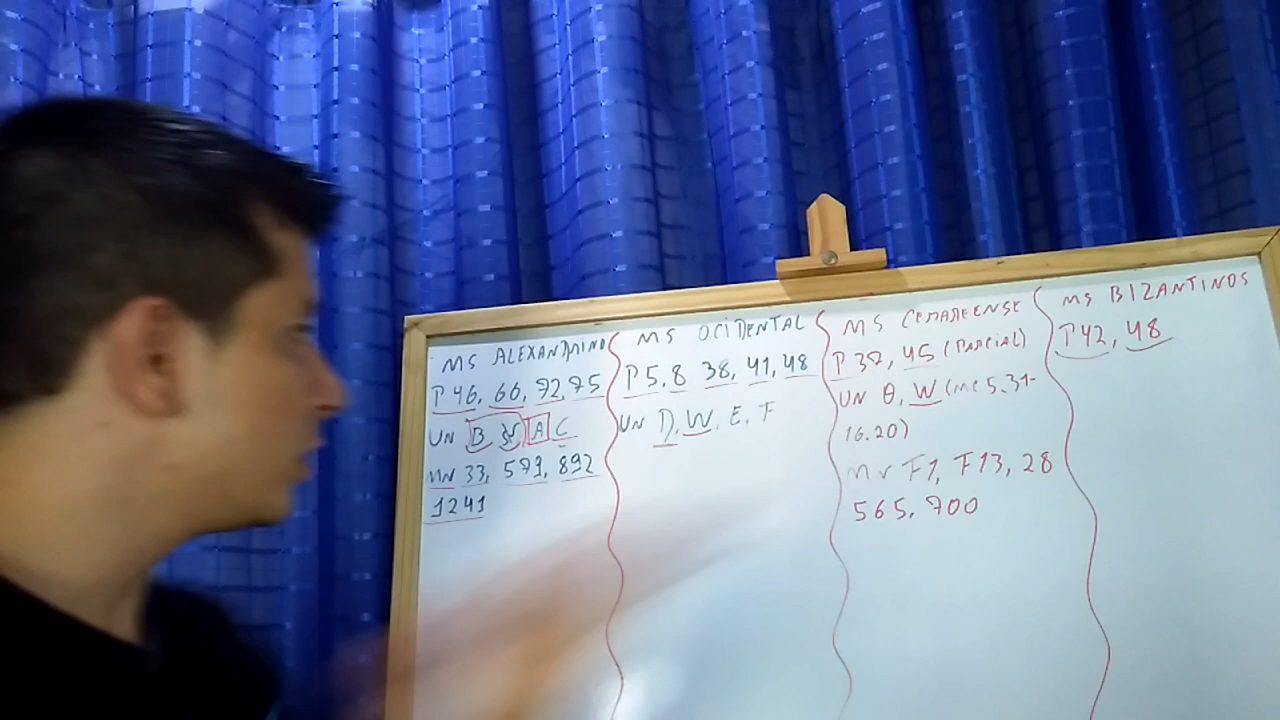 MS ALEXANDRINO
P 46, 66, 72, 75
UN B א A C
MN 33, 579, 892
1241
MS OCIDENTAL
P 5, 8 38, 41, 48
UN D, W, E, F
MS CESAREENSE
P 37, 45 (PARCIAL)
UN θ, W (MC 5.31-
16.20)
MN F1, F13, 28
565, 700
MS BIZANTINOS
P 42, 48